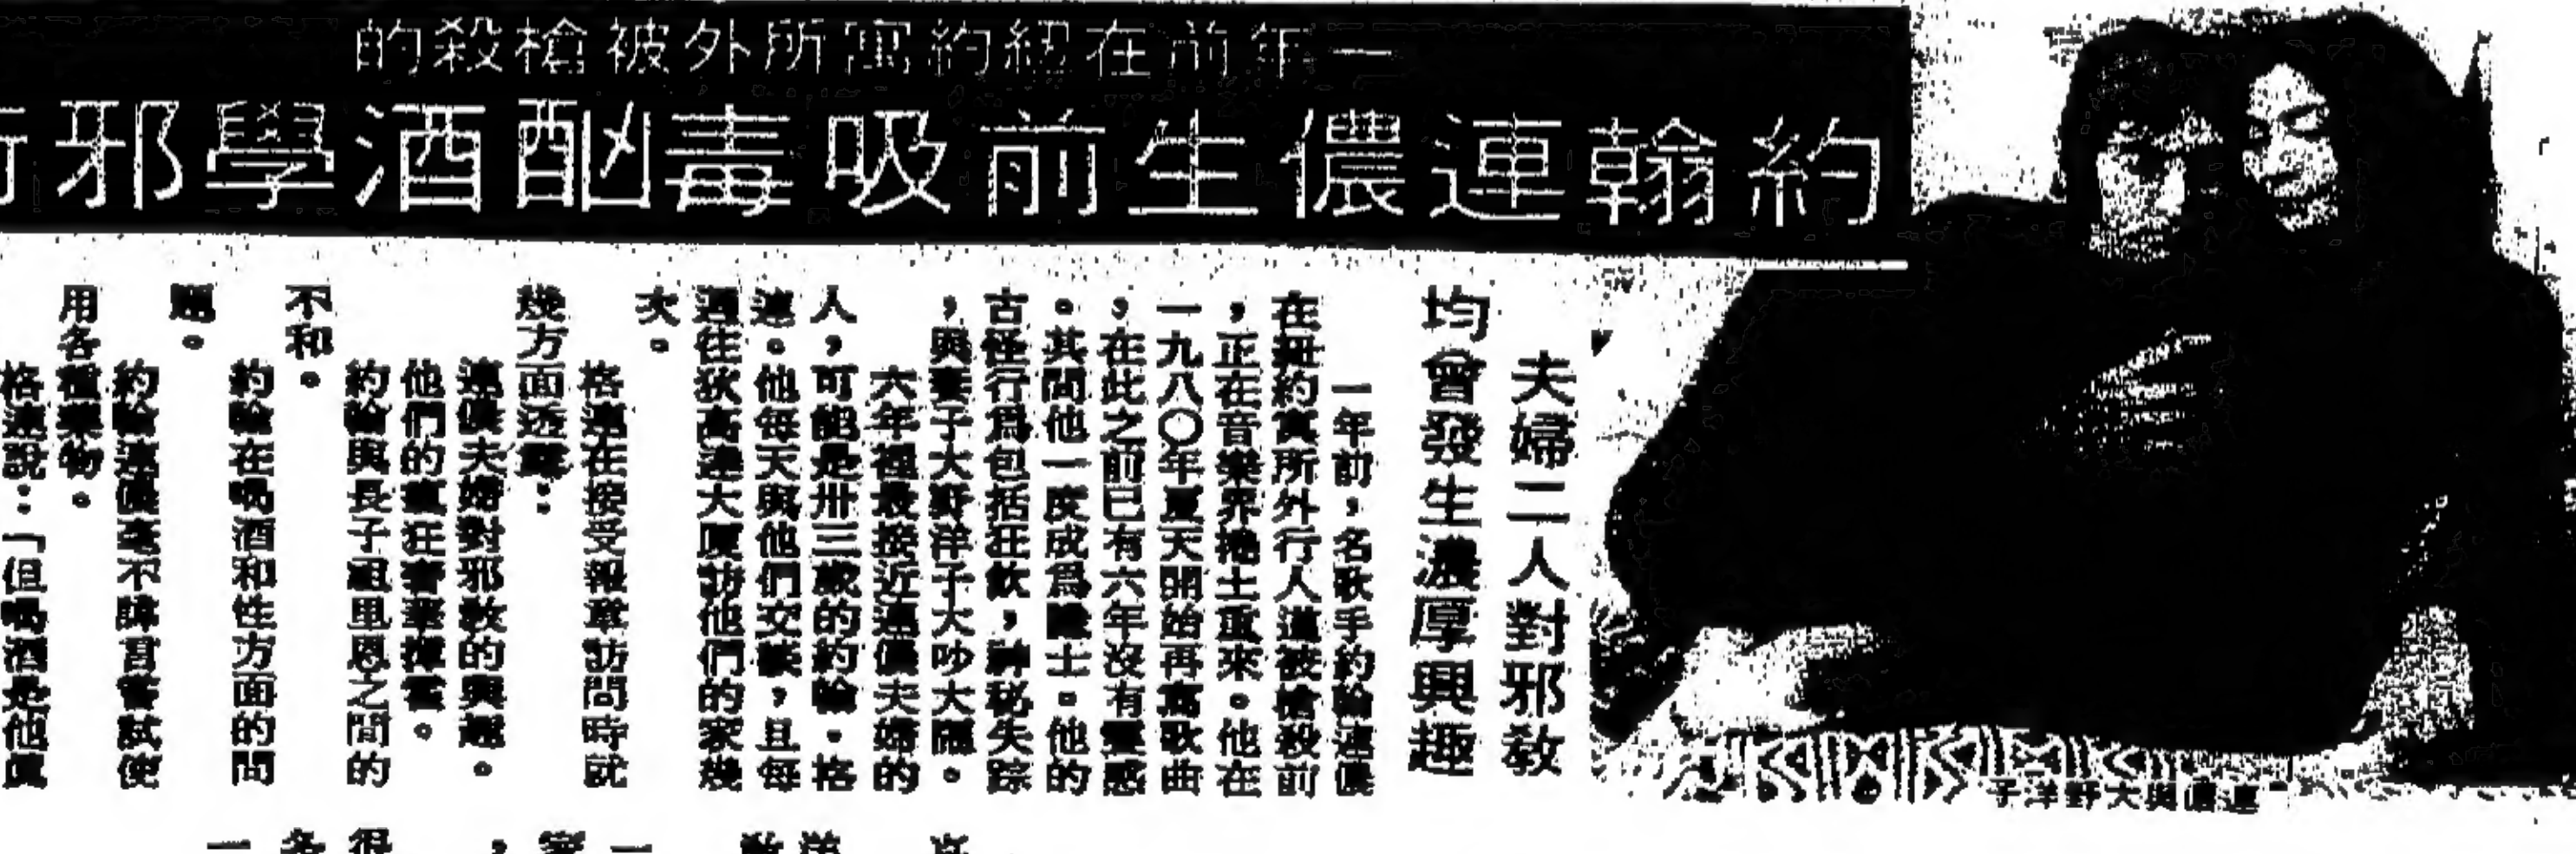 一年前在紐約寓所外被槍殺的
約翰連儂生前吸毒酗酒學邪
夫婦二人對邪教
均曾發生濃厚興趣
一年前，名歌手約翰連儂
在紐約寓所外行人道被槍殺前
，正在音樂界捲土重來。他在
一九八〇年夏天開始再寫歌曲
，在此之前已有六年沒有靈感
。其間他一度成爲隱士。他的
古怪行爲包括狂飲，神秘失踪
，與妻子大野洋子大吵大鬧。
六年裡最接近連儂夫婦的
人，可能是卅三歲的約翰・格
連。他每天與他們交談，且每
週往狄高達大厦訪他們的家幾
次。
格連在接受報章訪問時就
幾方面透露：
連儂夫婦對邪教的興趣。
他們的瘋狂奢華揮霍。
約翰與長子祖里恩之間的
不和。
約翰在喝酒和性方面的問
題。
約翰連儂毫不諱言嘗試使
用各種藥物。
格連說：「但喝酒是他真
連儂與大野洋子